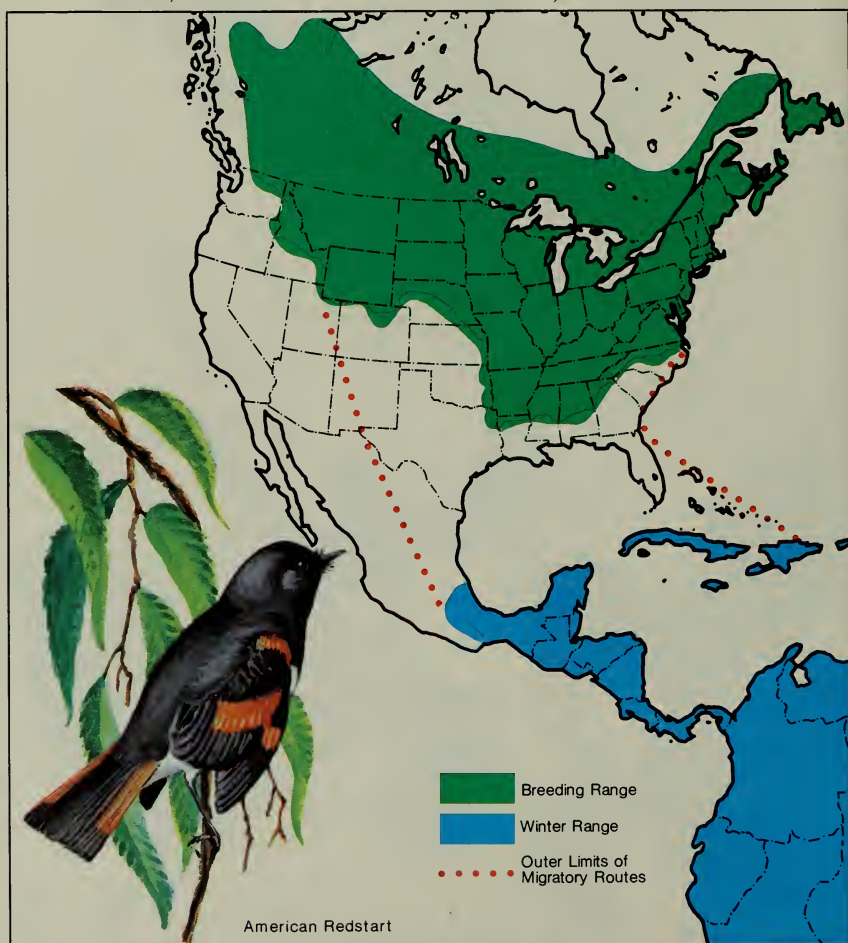 Breeding Range
Winter Range
Outer Limits of
Migratory Routes
American Redstart